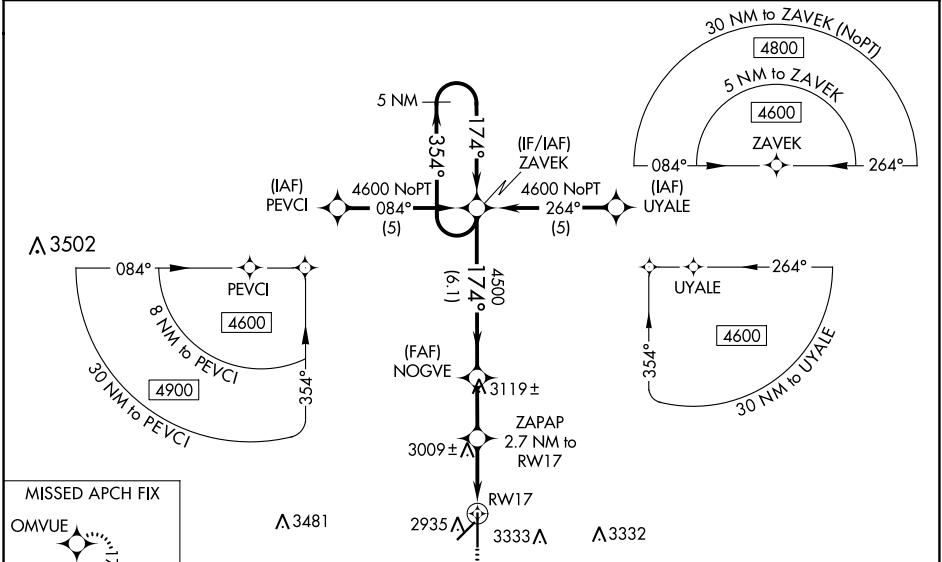 30 NM to ZAVEK (NoPT)
4800
5 NM to ZAVEK
4600
ZAVEK
084°
264°
5 NM
354°
174°
(IF/IAF)
ZAVEK
(IAF)
PEVCI
4600 NoPT
084°
(5)
4600 NoPT
264°
(5)
(IAF)
UYALE
3502
084°
PEVCI
4600
8 NM to PEVCI
4900
30 NM to PEVCI
354°
4500
174°
(6.1)
264°
UYALE
4600
354°
30 NM to UYALE
(FAF)
NOGVE
3119±
ZAPAP
2.7 NM to
RW17
3009±
RW17
MISSED APCH FIX
OMVUE
3481
2935
3333
3332